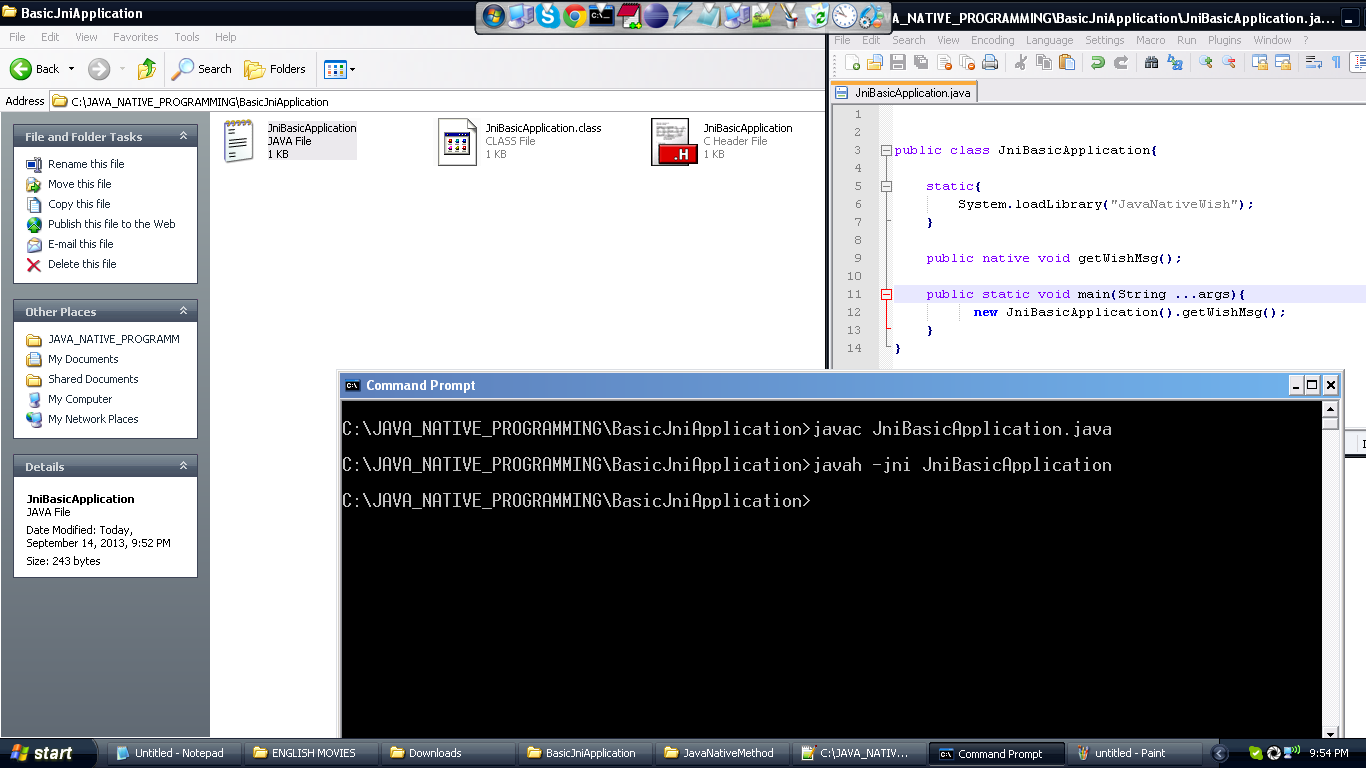 BasicJniApplication
File Edit View Favorites Tools Help
Back Search Folders
Address C:\JAVA_NATIVE_PROGRAMMING\BasicJniApplication
File and Folder Tasks
Rename this file
Move this file
Copy this file
Publish this file to the Web
E-mail this file
Delete this file
Other Places
JAVA_NATIVE_PROGRAMM
My Documents
Shared Documents
My Computer
My Network Places
Details
JniBasicApplication
JAVA File
Date Modified: Today,
September 14, 2013, 9:52 PM
Size: 243 bytes
JniBasicApplication
JAVA File
1 KB
JniBasicApplication.class
CLASS File
1 KB
.H
JniBasicApplication
C Header File
1 KB
A_NATIVE_PROGRAMMING\BasicJniApplication\JniBasicApplication.ja...
File Edit Search View Encoding Language Settings Macro Run Plugins Window ?
JniBasicApplication.java
1
2
3 public class JniBasicApplication{
4
5 static{
6 System.loadLibrary("JavaNativeWish");
7 }
8
9 public native void getWishMsg();
10
11 public static void main(String ...args){
12 new JniBasicApplication().getWishMsg();
13 }
14 }
Command Prompt
C:\JAVA_NATIVE_PROGRAMMING\BasicJniApplication>javac JniBasicApplication.java
C:\JAVA_NATIVE_PROGRAMMING\BasicJniApplication>javah -jni JniBasicApplication
C:\JAVA_NATIVE_PROGRAMMING\BasicJniApplication>
start Untitled - Notepad ENGLISH MOVIES Downloads BasicJniApplication JavaNativeMethod C:\JAVA_NATIV... Command Prompt untitled - Paint 9:54 PM